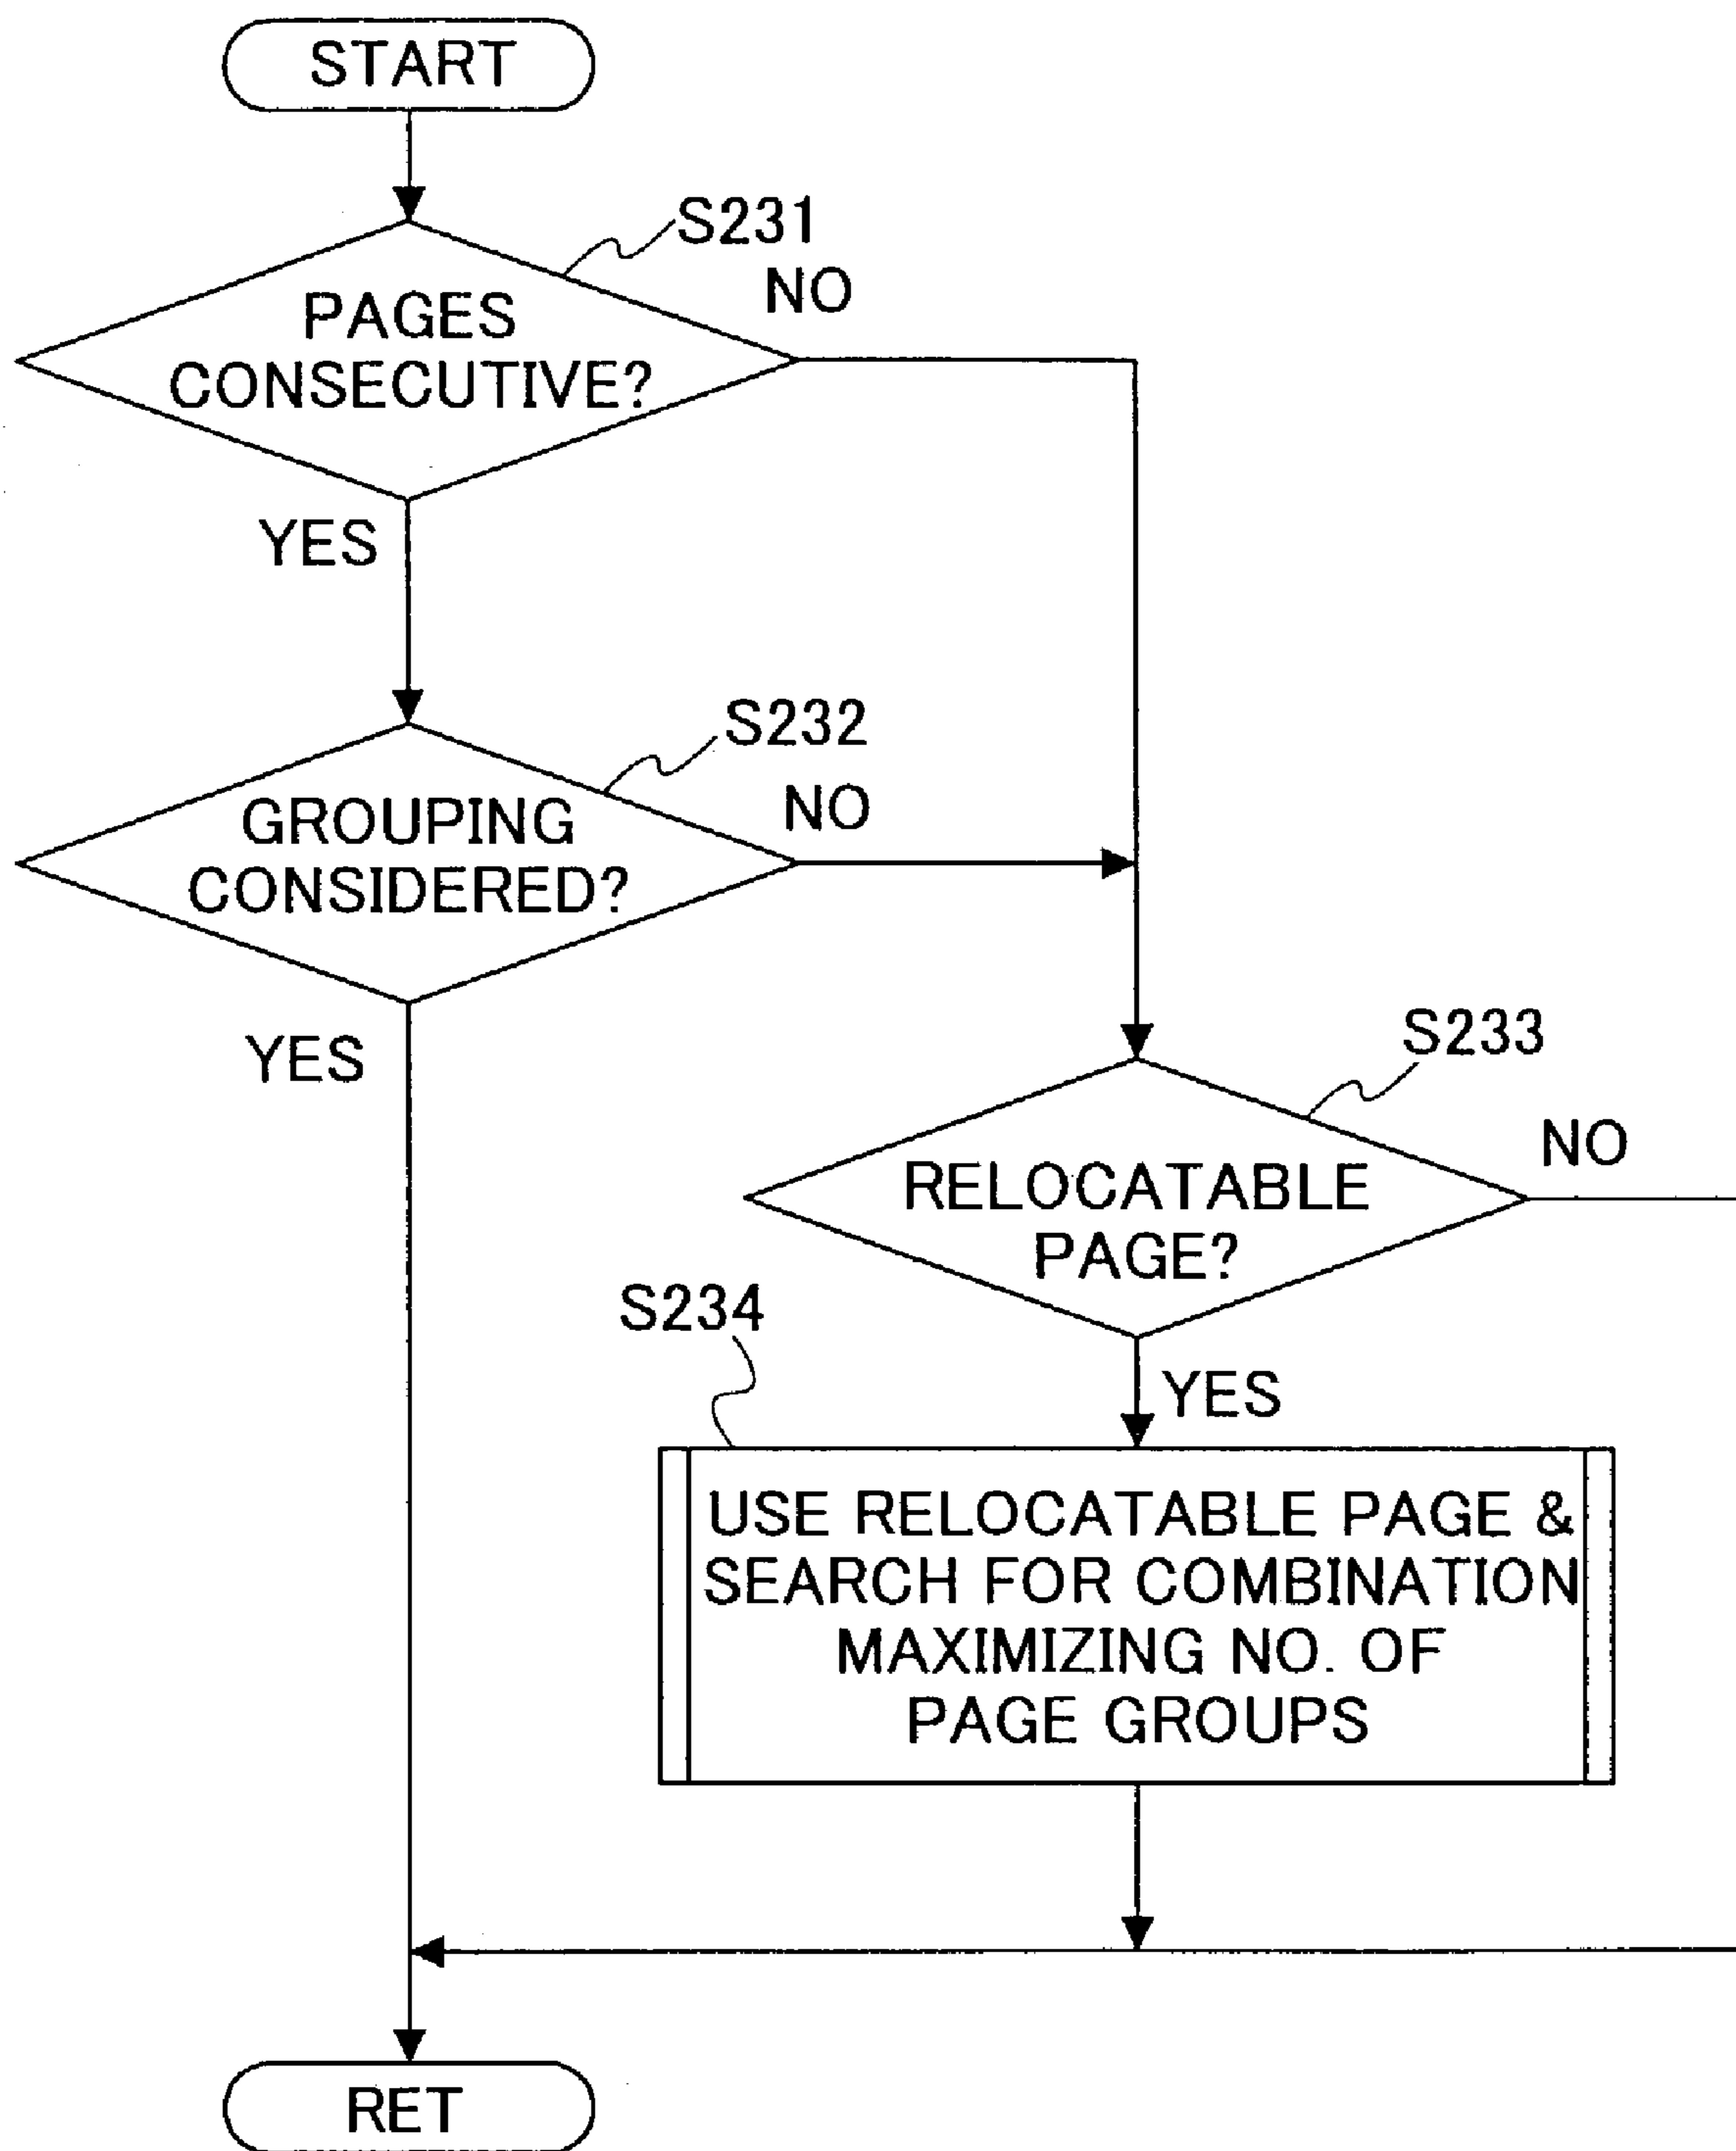 START
S231
NO
PAGES
CONSECUTIVE?
YES
S232
NO
GROUPING
CONSIDERED?
YES
S233
NO
RELOCATABLE
PAGE?
S234
YES
USE RELOCATABLE PAGE &
SEARCH FOR COMBINATION
MAXIMIZING NO. OF
PAGE GROUPS
RET